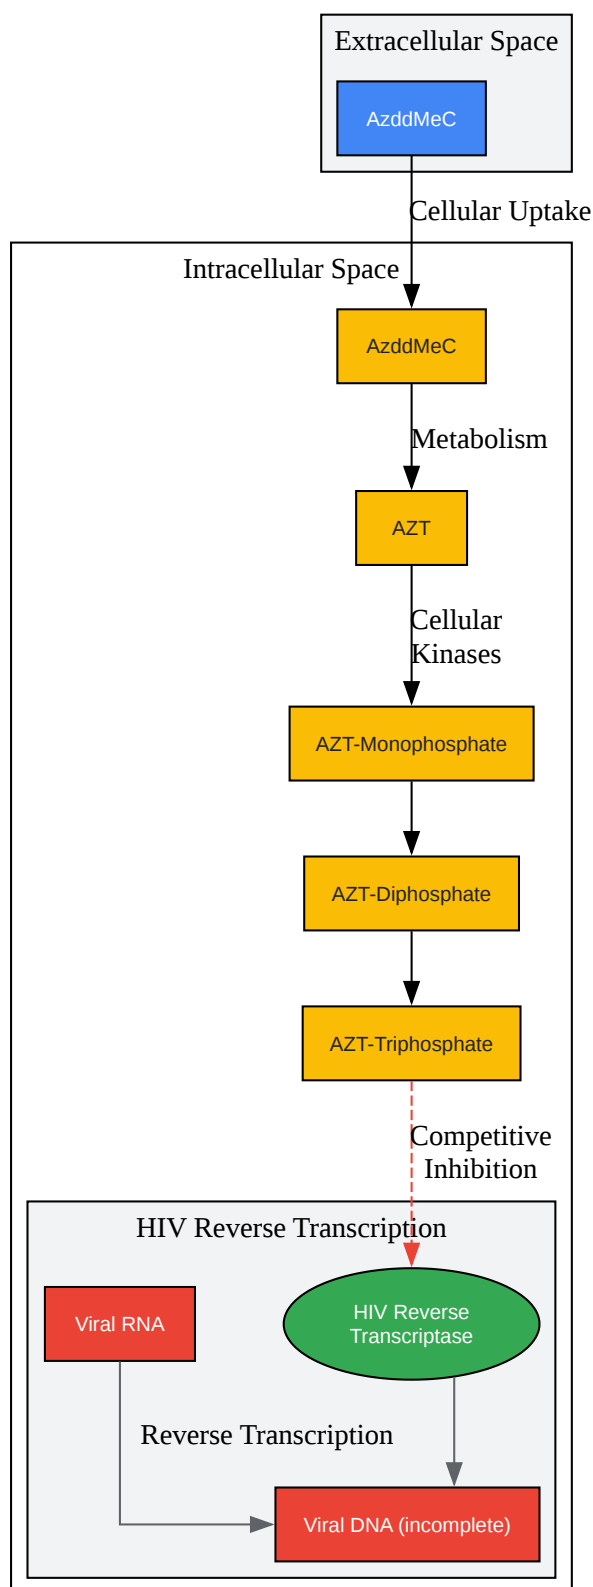 Extracellular Space
AzddMeC
Cellular Uptake
Intracellular Space
AzddMeC
Metabolism
AZT
Cellular
Kinases
AZT-Monophosphate
AZT-Diphosphate
AZT-Triphosphate
Competitive
Inhibition
HIV Reverse Transcription
Viral RNA
HIV Reverse
Transcriptase
Reverse Transcription
Viral DNA (incomplete)